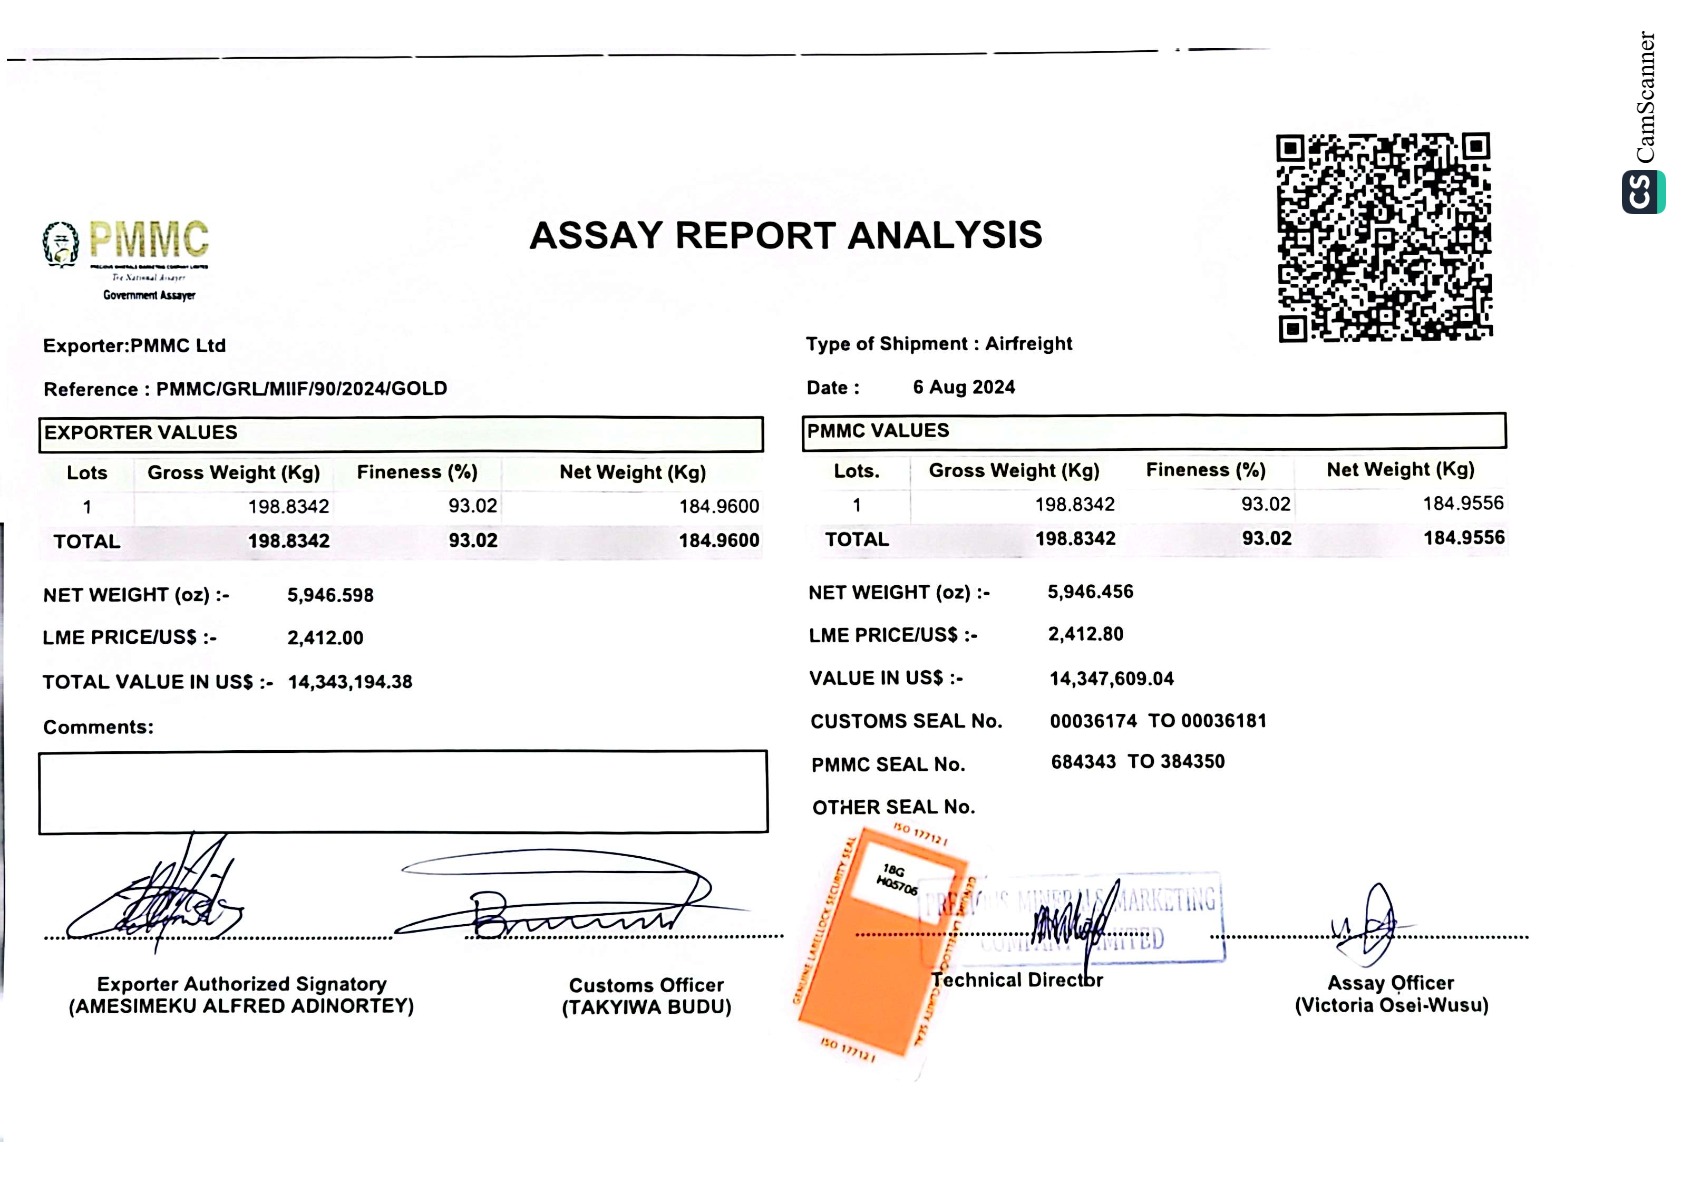 CS CamScanner
PMMC
PRECIOUS MINERALS MARKETING COMPANY LIMITED
The National Assayer
Government Assayer
ASSAY REPORT ANALYSIS
Exporter:PMMC Ltd
Type of Shipment : Airfreight
Reference : PMMC/GRL/MIIF/90/2024/GOLD
Date : 6 Aug 2024
EXPORTER VALUES
Lots Gross Weight (Kg) Fineness (%) Net Weight (Kg)
1 198.8342 93.02 184.9600
TOTAL 198.8342 93.02 184.9600
NET WEIGHT (oz) :- 5,946.598
LME PRICE/US$ :- 2,412.00
TOTAL VALUE IN US$ :- 14,343,194.38
Comments:
PMMC VALUES
Lots. Gross Weight (Kg) Fineness (%) Net Weight (Kg)
1 198.8342 93.02 184.9556
TOTAL 198.8342 93.02 184.9556
NET WEIGHT (oz) :- 5,946.456
LME PRICE/US$ :- 2,412.80
VALUE IN US$ :- 14,347,609.04
CUSTOMS SEAL No. 00036174 TO 00036181
PMMC SEAL No. 684343 TO 384350
OTHER SEAL No.
ISO 17712
GENUINE LABELLOCK SECURITY SEAL
18G
H05706
ISO 17712
PRECIOUS MINERALS MARKETING
COMPANY LIMITED
Exporter Authorized Signatory
(AMESIMEKU ALFRED ADINORTEY)
Customs Officer
(TAKYIWA BUDU)
Technical Director
Assay Officer
(Victoria Osei-Wusu)